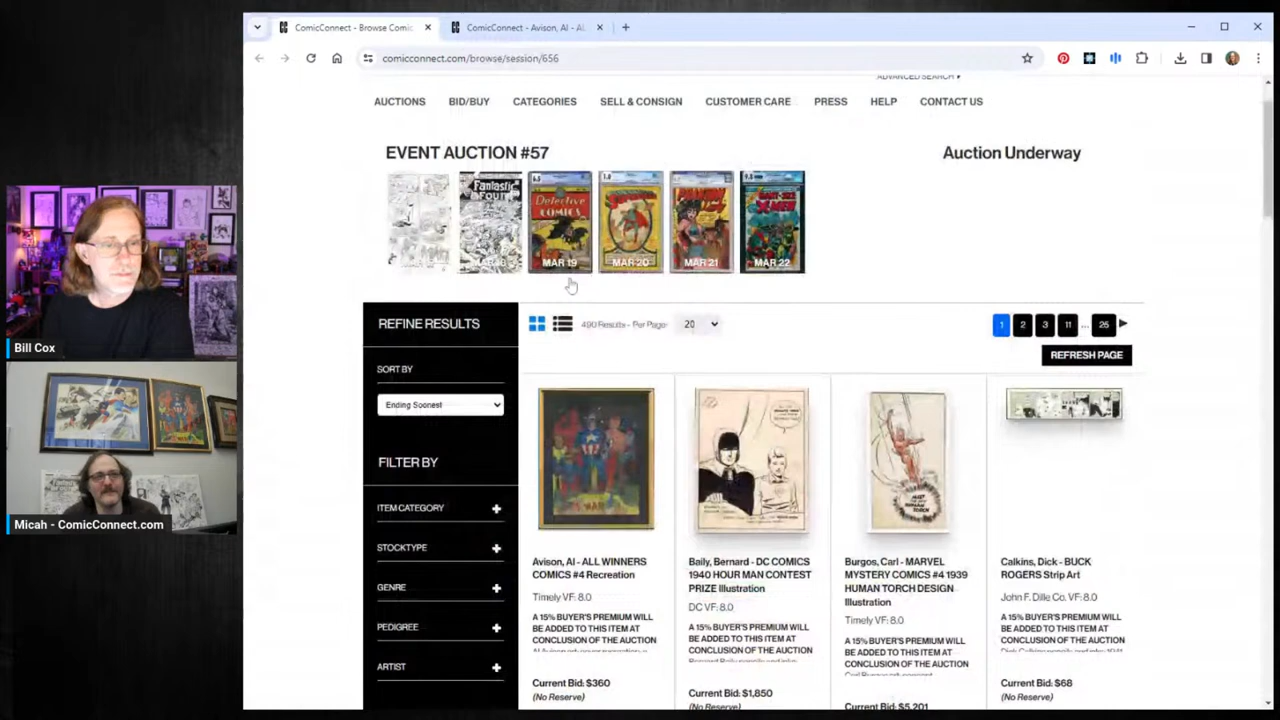 ComicConnect - Browse Comic
ComicConnect - Avison, Al - AL
comicconnect.com/browse/session/656
ADVANCED SEARCH
AUCTIONS
BID/BUY
CATEGORIES
SELL & CONSIGN
CUSTOMER CARE
PRESS
HELP
CONTACT US
EVENT AUCTION #57
Auction Underway
Fantastic
Four
Detective
COMICS
MAR 19
MAR 20
MAR 21
MAR 22
REFINE RESULTS
490 Results - Per Page:
20
1
2
3
11
...
25
REFRESH PAGE
SORT BY
Ending Soonest
FILTER BY
ITEM CATEGORY
STOCKTYPE
GENRE
PEDIGREE
ARTIST
Avison, Al - ALL WINNERS
COMICS #4 Recreation
Timely VF: 8.0
A 15% BUYER'S PREMIUM WILL
BE ADDED TO THIS ITEM AT
CONCLUSION OF THE AUCTION
Current Bid: $360
(No Reserve)
Baily, Bernard - DC COMICS
1940 HOUR MAN CONTEST
PRIZE Illustration
DC VF: 8.0
A 15% BUYER'S PREMIUM WILL
BE ADDED TO THIS ITEM AT
CONCLUSION OF THE AUCTION
Current Bid: $1,850
(No Reserve)
Burgos, Carl - MARVEL
MYSTERY COMICS #4 1939
HUMAN TORCH DESIGN
Illustration
Timely VF: 8.0
A 15% BUYER'S PREMIUM WILL
BE ADDED TO THIS ITEM AT
CONCLUSION OF THE AUCTION
Current Bid: $5,201
Calkins, Dick - BUCK
ROGERS Strip Art
John F. Dille Co. VF: 8.0
A 15% BUYER'S PREMIUM WILL
BE ADDED TO THIS ITEM AT
CONCLUSION OF THE AUCTION
Current Bid: $68
(No Reserve)
Bill Cox
Micah - ComicConnect.com